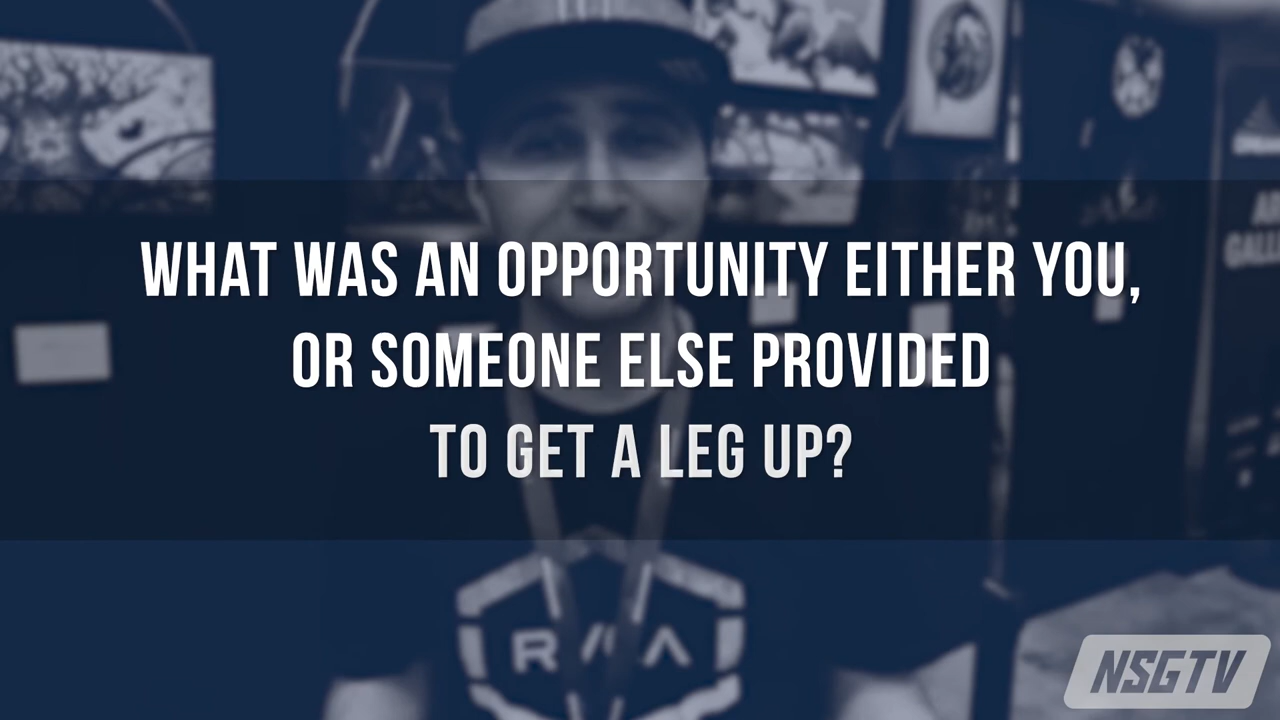 WHAT WAS AN OPPORTUNITY EITHER YOU,
OR SOMEONE ELSE PROVIDED
TO GET A LEG UP?
NSGTV